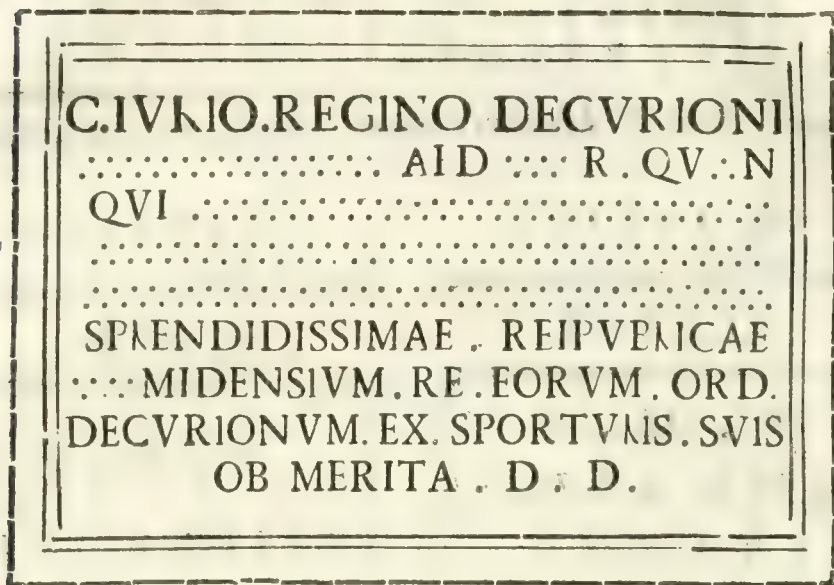 C.IVLIO.REGINO DECVRIONI
................. AID .... R . QV.:.N
QVI ..............................
SPLENDIDISSIMAE . REIPVBLICAE
....MIDENSIVM.RE.EORVM.ORD.
DECVRIONVM.EX.SPORTVLIS.SVIS
OB MERITA . D . D.